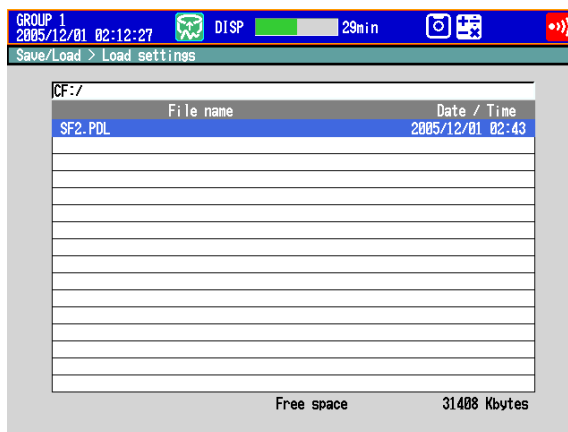 GROUP 1
2005/12/01 02:12:27
DISP
29min
Save/Load > Load settings
CF:/
File name
Date / Time
SF2.PDL
2005/12/01 02:43
Free space
31408 Kbytes